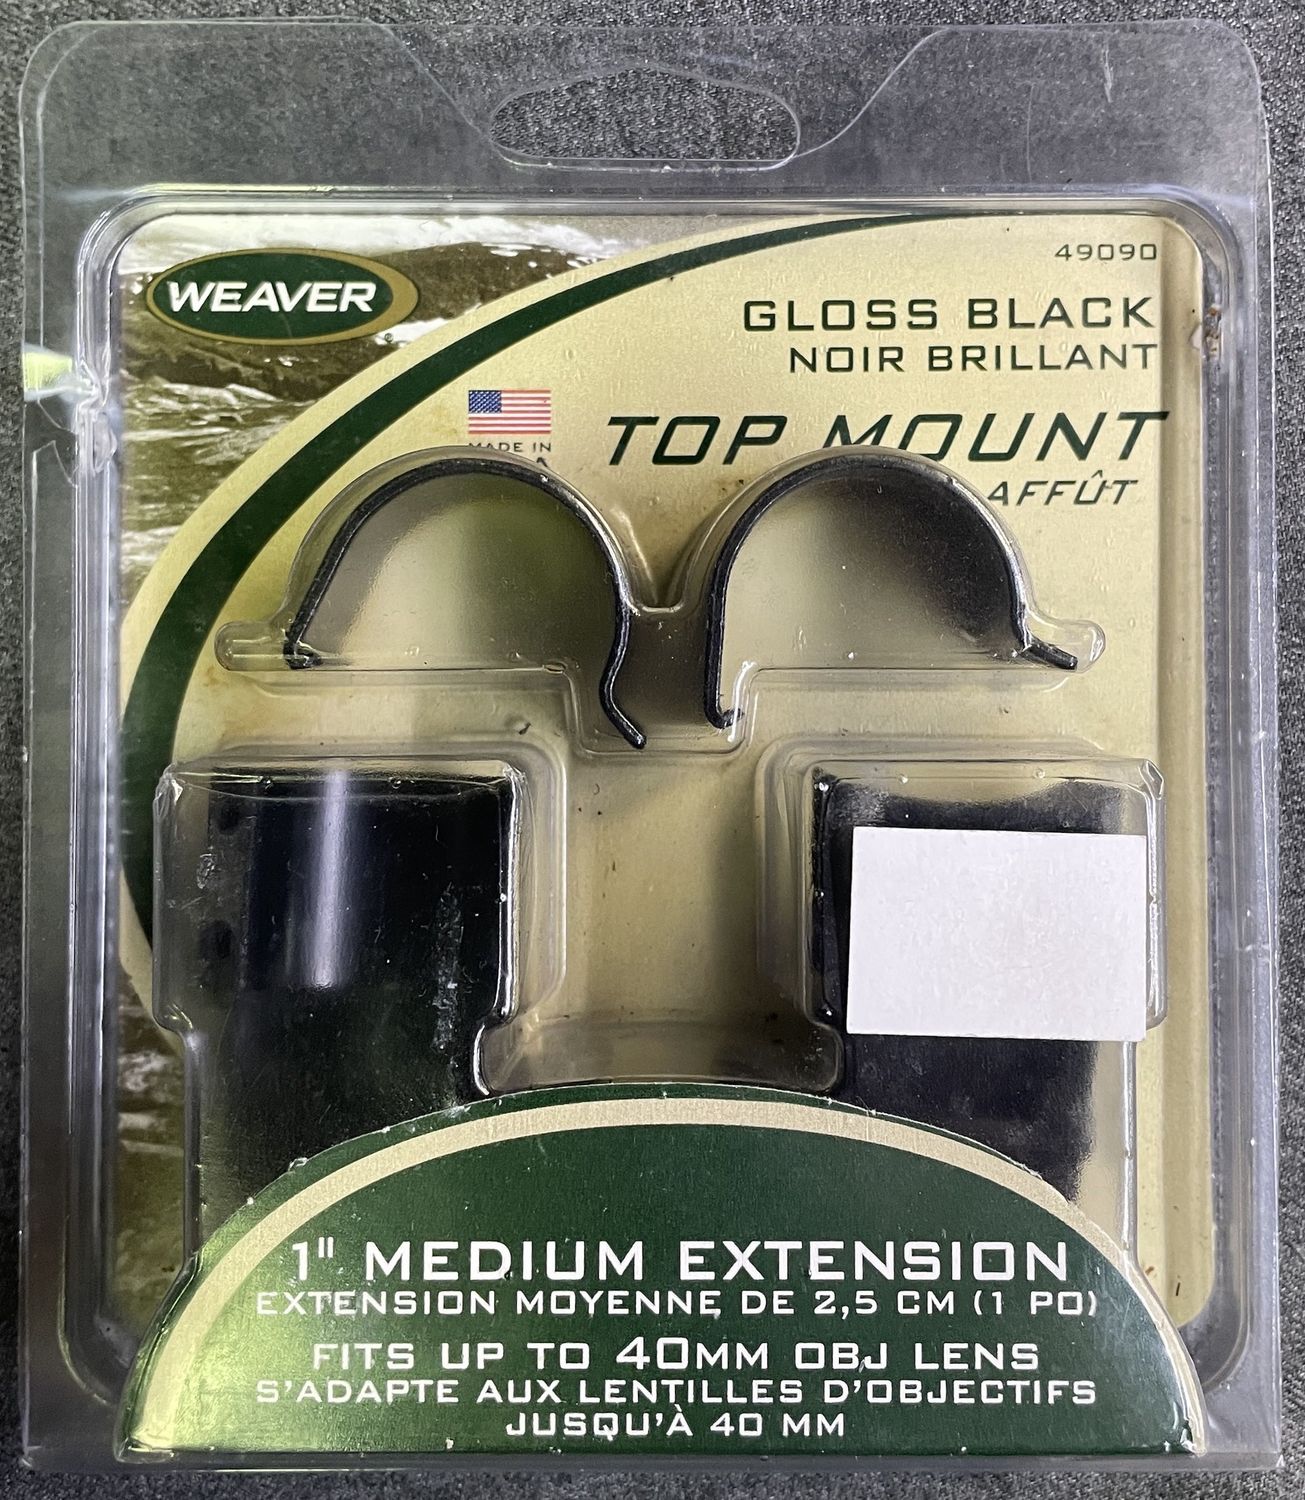 WEAVER
49090
GLOSS BLACK
NOIR BRILLANT
MADE IN
TOP MOUNT
AFFÛT
1" MEDIUM EXTENSION
EXTENSION MOYENNE DE 2,5 CM (1 PO)
FITS UP TO 40MM OBJ LENS
S'ADAPTE AUX LENTILLES D'OBJECTIFS
JUSQU'À 40 MM